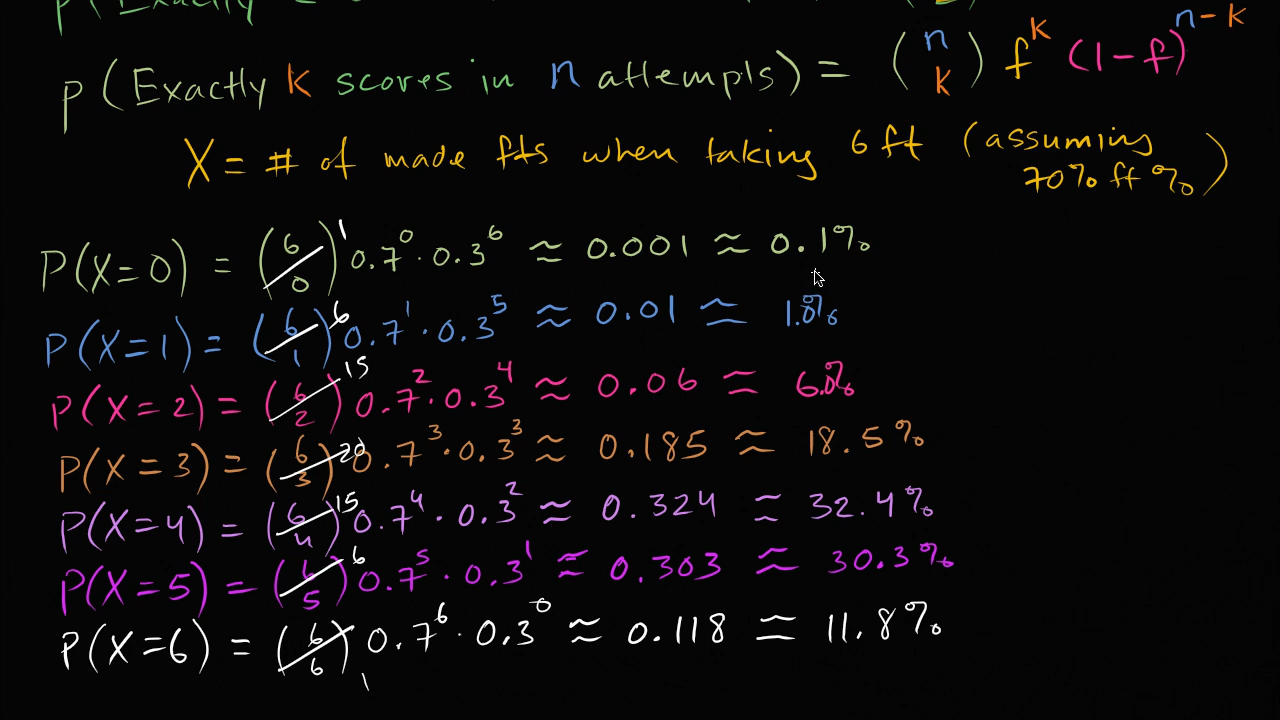 P(Exactly
P(Exactly k scores in n attempts) = (n k) f^k (1-f)^n-k
X = # of made fts when taking 6 ft (assuming 70% ft %)
P(X=0) = (6 0) 1 0.7^0 · 0.3^6 ≈ 0.001 ≈ 0.1%
P(X=1) = (6 1) 6 0.7^1 · 0.3^5 ≈ 0.01 ≈ 1.0%
P(X=2) = (6 2) 15 0.7^2 · 0.3^4 ≈ 0.06 ≈ 6.0%
P(X=3) = (6 3) 20 0.7^3 · 0.3^3 ≈ 0.185 ≈ 18.5%
P(X=4) = (6 4) 15 0.7^4 · 0.3^2 ≈ 0.324 ≈ 32.4%
P(X=5) = (6 5) 6 0.7^5 · 0.3^1 ≈ 0.303 ≈ 30.3%
P(X=6) = (6 6) 1 0.7^6 · 0.3^0 ≈ 0.118 ≈ 11.8%